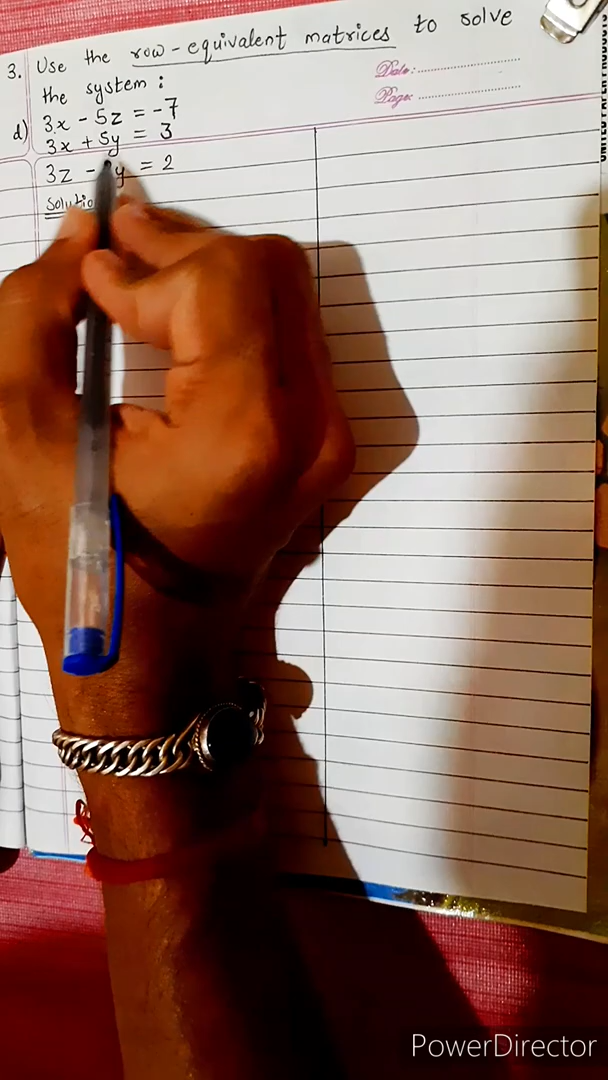 3. Use the row-equivalent matrices to solve
the system :
Date:
Page:
d) 3x - 5z = -7
3x + 5y = 3
3z - y = 2
PowerDirector